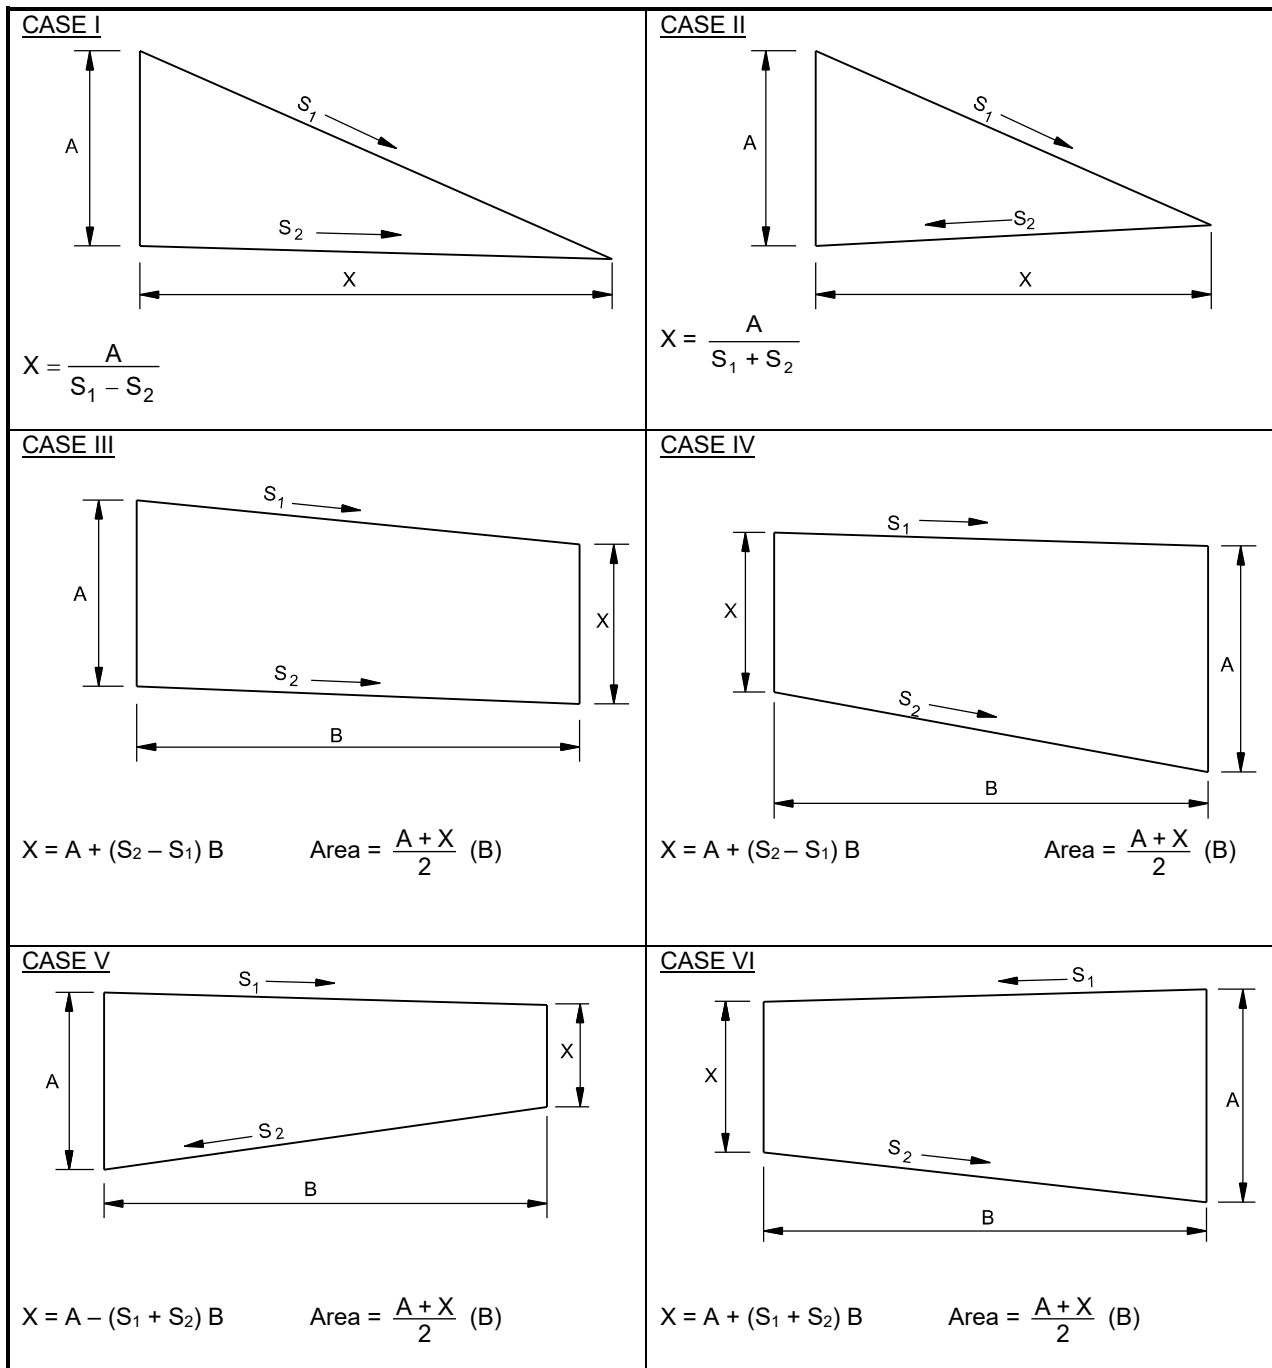 CASE I
S₁
A
S₂
X
X = A / (S₁ – S₂)
CASE II
S₁
A
S₂
X
X = A / (S₁ + S₂)
CASE III
S₁
A
X
S₂
B
X = A + (S₂ – S₁) B Area = (A + X)/2 (B)
CASE IV
S₁
X
A
S₂
B
X = A + (S₂ – S₁) B Area = (A + X)/2 (B)
CASE V
S₁
X
A
S₂
B
X = A – (S₁ + S₂) B Area = (A + X)/2 (B)
CASE VI
S₁
X
A
S₂
B
X = A + (S₁ + S₂) B Area = (A + X)/2 (B)